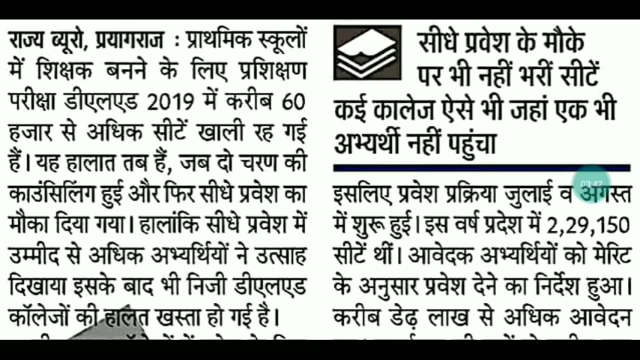 राज्य ब्यूरो, प्रयागराज : प्राथमिक स्कूलों
में शिक्षक बनने के लिए प्रशिक्षण
परीक्षा डीएलएड 2019 में करीब 60
हजार से अधिक सीटें खाली रह गई
हैं। यह हालात तब हैं, जब दो चरण की
काउंसिलिंग हुई और फिर सीधे प्रवेश का
मौका दिया गया। हालांकि सीधे प्रवेश में
उम्मीद से अधिक अभ्यर्थियों ने उत्साह
दिखाया इसके बाद भी निजी डीएलएड
कॉलेजों की हालत खस्ता हो गई है।
सीधे प्रवेश के मौके
पर भी नहीं भरीं सीटें
कई कालेज ऐसे भी जहां एक भी
अभ्यर्थी नहीं पहुंचा
03:42
इसलिए प्रवेश प्रक्रिया जुलाई व अगस्त
में शुरू हुई। इस वर्ष प्रदेश में 2,29,150
सीटें थीं। आवेदक अभ्यर्थियों को मेरिट
के अनुसार प्रवेश देने का निर्देश हुआ।
करीब डेढ़ लाख से अधिक आवेदन